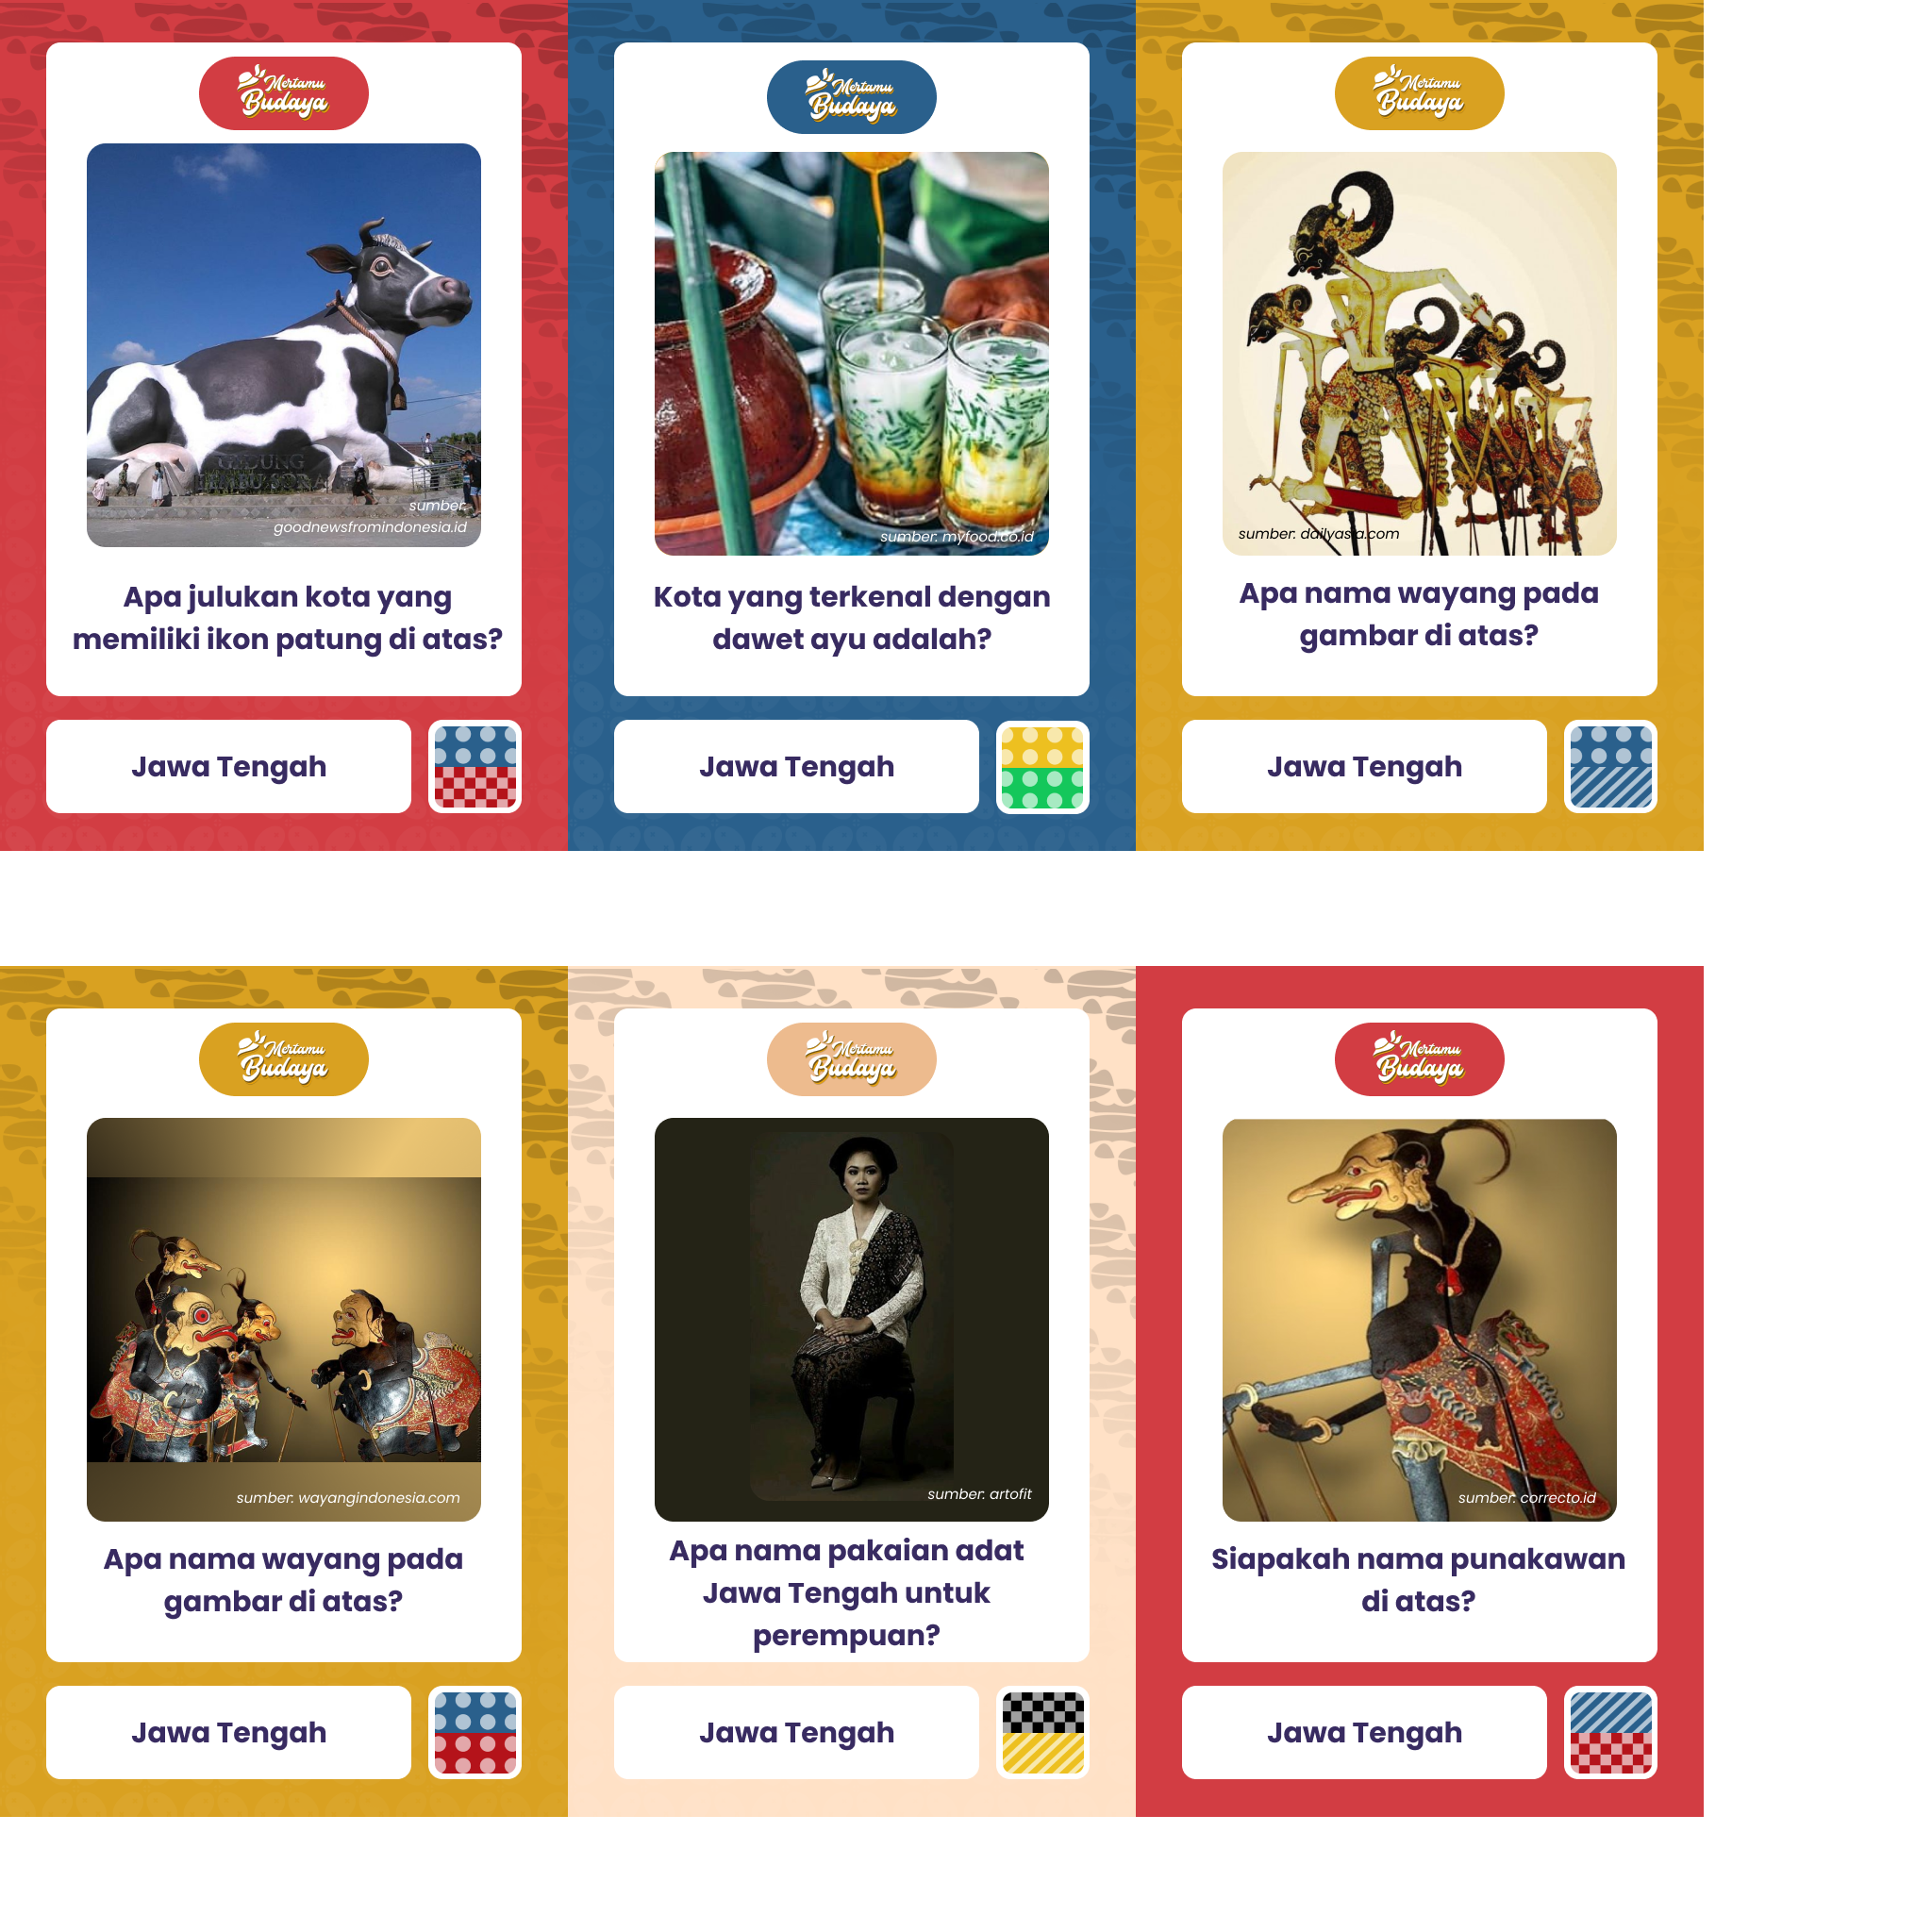 Mertamu
Budaya
GEDUNG
LEMBU SORA
sumber:
goodnewsfromindonesia.id
Apa julukan kota yang
memiliki ikon patung di atas?
Jawa Tengah
Mertamu
Budaya
sumber: myfood.co.id
Kota yang terkenal dengan
dawet ayu adalah?
Jawa Tengah
Mertamu
Budaya
sumber: dailyasia.com
Apa nama wayang pada
gambar di atas?
Jawa Tengah
Mertamu
Budaya
sumber: wayangindonesia.com
Apa nama wayang pada
gambar di atas?
Jawa Tengah
Mertamu
Budaya
sumber: artofit
Apa nama pakaian adat
Jawa Tengah untuk
perempuan?
Jawa Tengah
Mertamu
Budaya
sumber: correcto.id
Siapakah nama punakawan
di atas?
Jawa Tengah